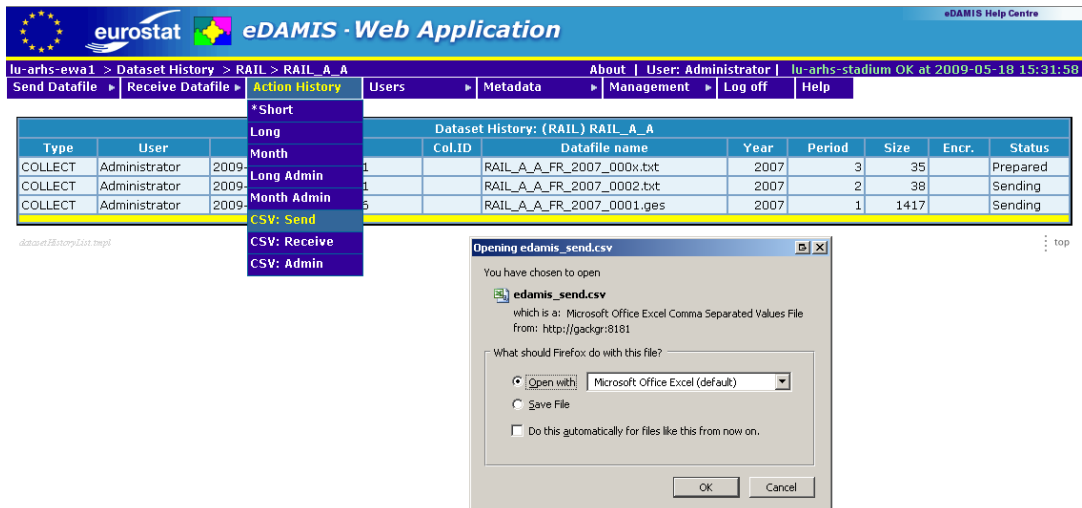 eDAMIS Help Centre
eurostat eDAMIS - Web Application
lu-arhs-ewa1 > Dataset History > RAIL > RAIL_A_A About | User: Administrator | lu-arhs-stadium OK at 2009-05-18 15:31:58
Send Datafile Receive Datafile Action History Users Metadata Management Log off Help
*Short
Long
Month
Long Admin
Month Admin
CSV: Send
CSV: Receive
CSV: Admin
Dataset History: (RAIL) RAIL_A_A
Type User Col.ID Datafile name Year Period Size Encr. Status
COLLECT Administrator 2009- 1 RAIL_A_A_FR_2007_000x.txt 2007 3 35 Prepared
COLLECT Administrator 2009- 1 RAIL_A_A_FR_2007_0002.txt 2007 2 38 Sending
COLLECT Administrator 2009- 6 RAIL_A_A_FR_2007_0001.ges 2007 1 1417 Sending
datasetHistoryList.tmpl
top
Opening edamis_send.csv
You have chosen to open
edamis_send.csv
which is a: Microsoft Office Excel Comma Separated Values File
from: http://gackgr:8181
What should Firefox do with this file?
Open with Microsoft Office Excel (default)
Save File
Do this automatically for files like this from now on.
OK Cancel